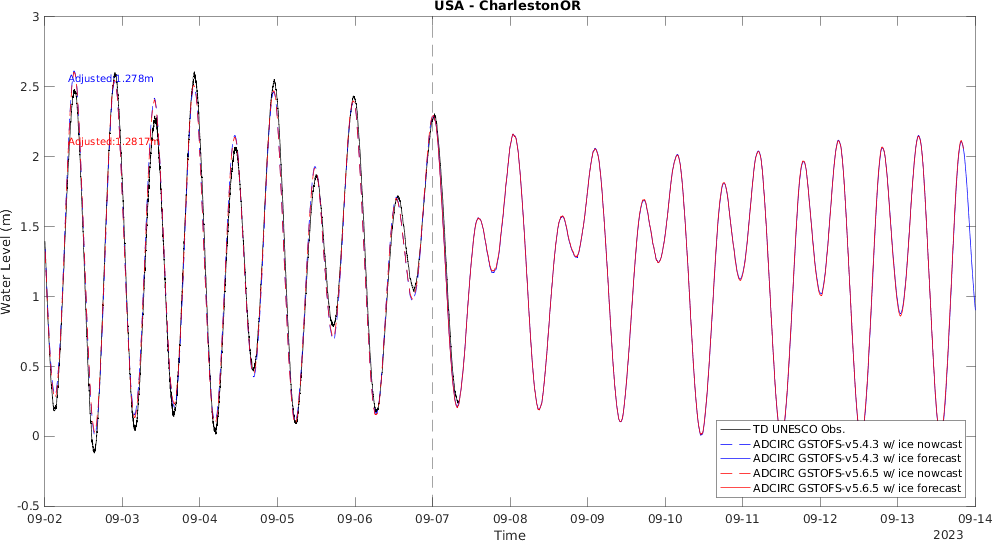 USA - CharlestonOR
3
2.5
2
1.5
1
0.5
0
-0.5
Water Level (m)
Adjusted:1.278m
Adjusted:1.2817m
TD UNESCO Obs.
ADCIRC GSTOFS-v5.4.3 w/ ice nowcast
ADCIRC GSTOFS-v5.4.3 w/ ice forecast
ADCIRC GSTOFS-v5.6.5 w/ ice nowcast
ADCIRC GSTOFS-v5.6.5 w/ ice forecast
09-02 09-03 09-04 09-05 09-06 09-07 09-08 09-09 09-10 09-11 09-12 09-13 09-14
Time
2023